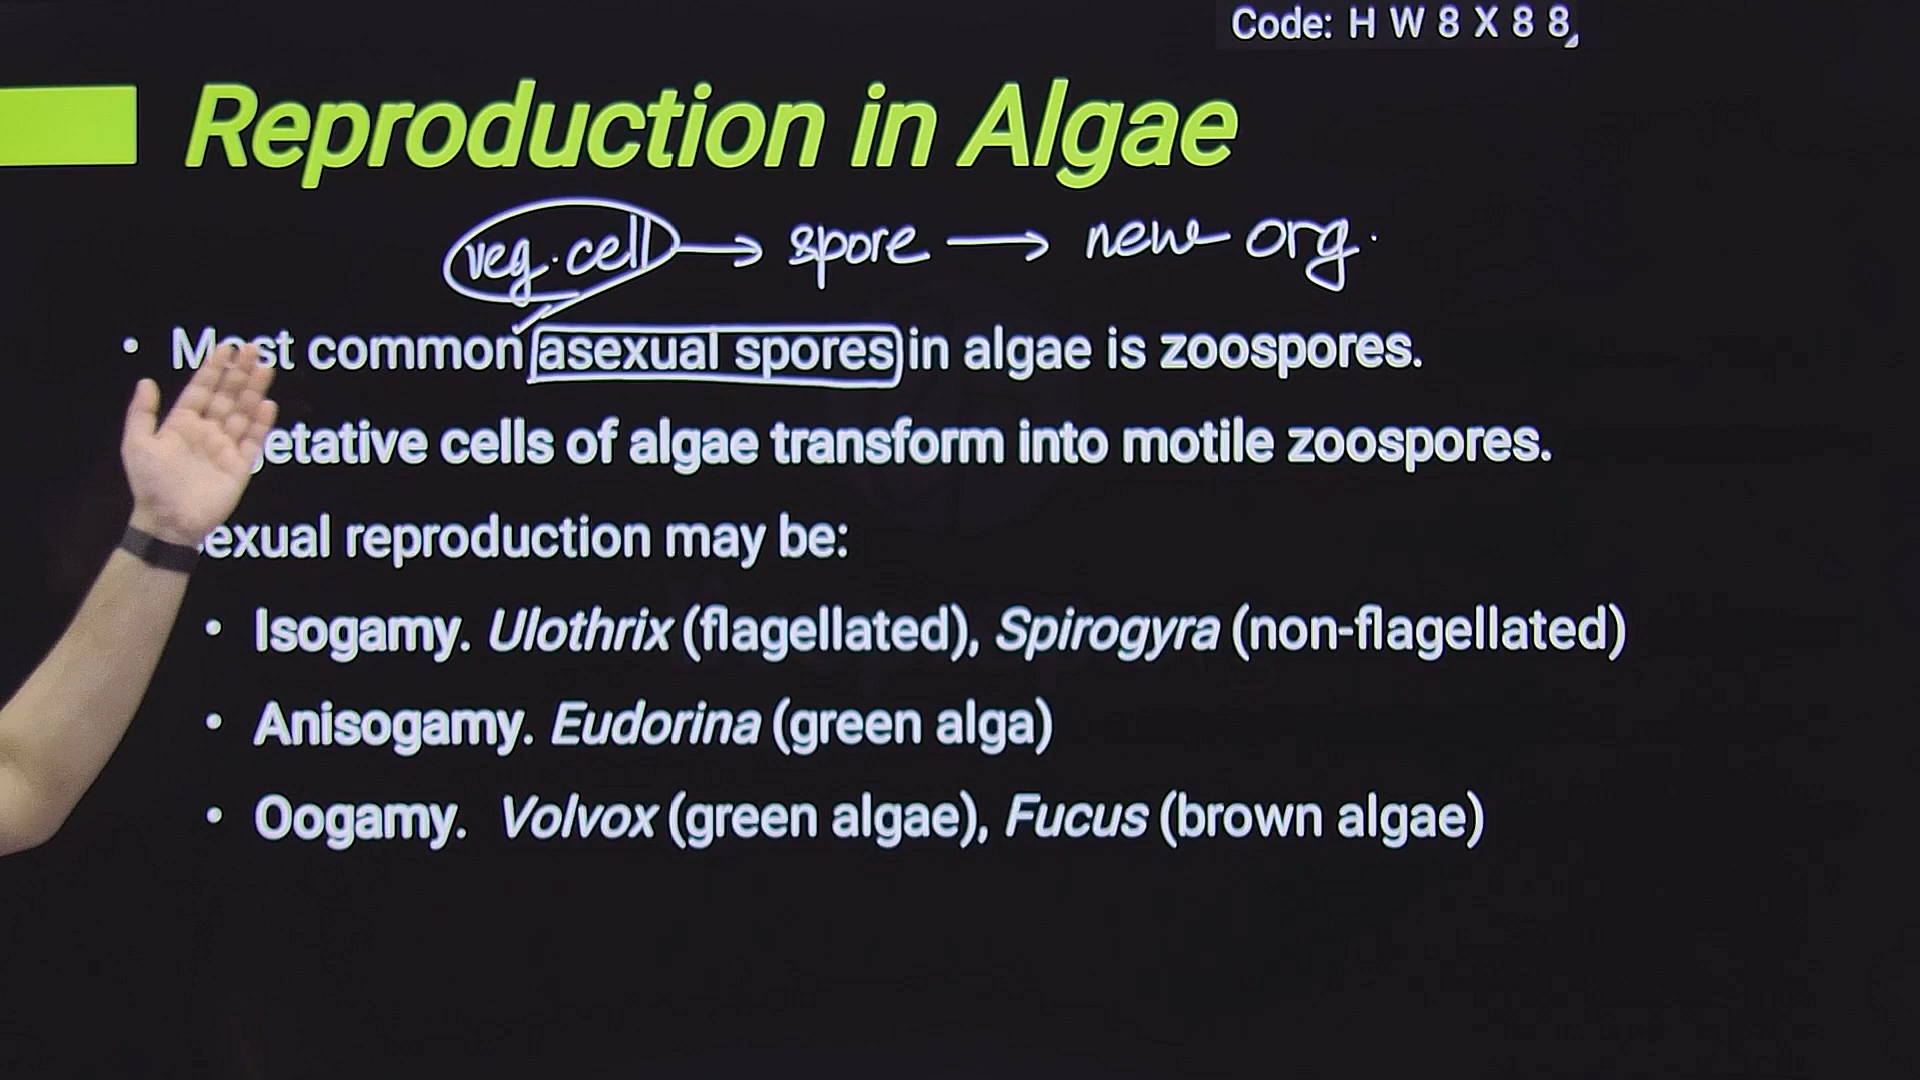 Code: H W 8 X 8 8
Reproduction in Algae
veg. cell → spore → new org.
• Most common asexual spores in algae is zoospores.
getative cells of algae transform into motile zoospores.
exual reproduction may be:
• Isogamy. Ulothrix (flagellated), Spirogyra (non-flagellated)
• Anisogamy. Eudorina (green alga)
• Oogamy. Volvox (green algae), Fucus (brown algae)